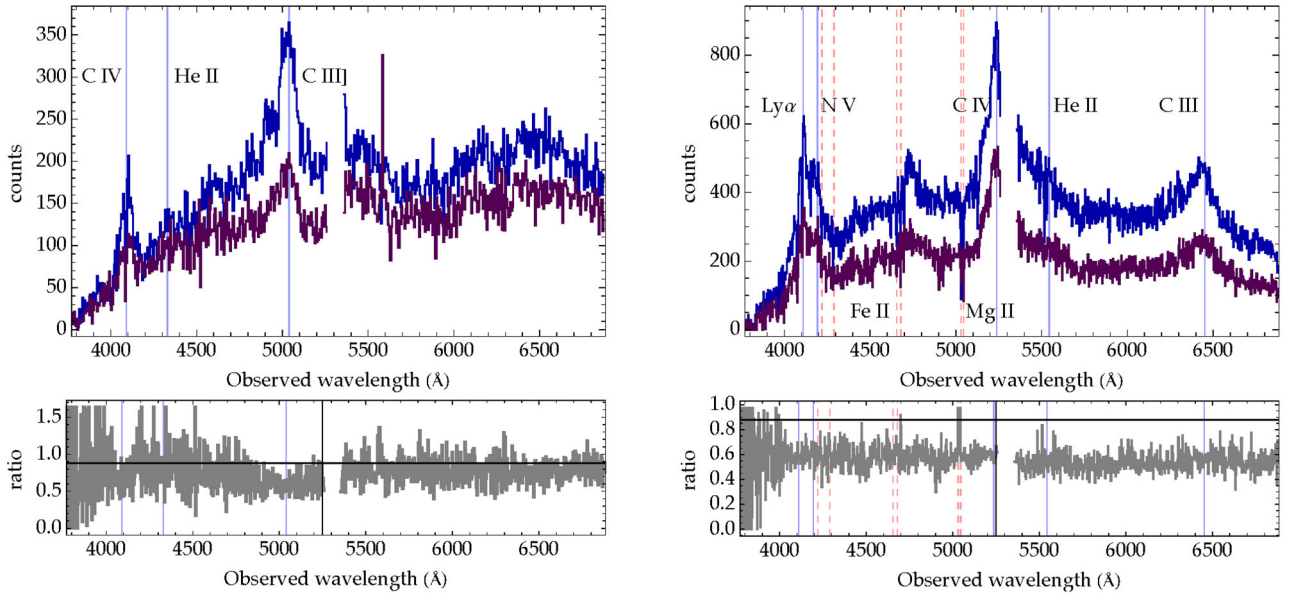 350
300
250
200
150
100
50
0
counts
C IV
He II
C III]
4000 4500 5000 5500 6000 6500
Observed wavelength (Å)
1.5
1.0
0.5
0.0
ratio
4000 4500 5000 5500 6000 6500
Observed wavelength (Å)
800
600
400
200
0
counts
Lyα
N V
C IV
He II
C III
Fe II
Mg II
4000 4500 5000 5500 6000 6500
Observed wavelength (Å)
1.0
0.8
0.6
0.4
0.2
0.0
ratio
4000 4500 5000 5500 6000 6500
Observed wavelength (Å)